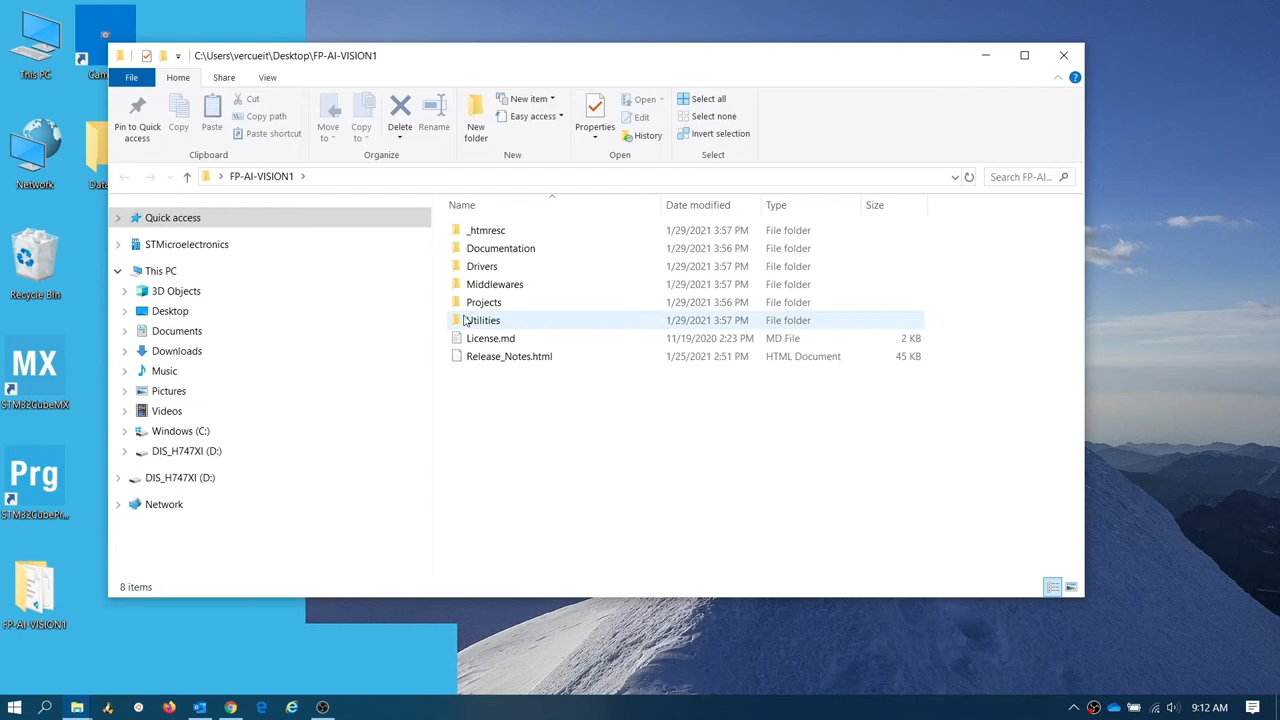 This PC
Cam
Network
Data
Recycle Bin
MX
STM32CubeMX
Prg
STM32CubePr...
FP-AI-VISION1
C:\Users\vercueit\Desktop\FP-AI-VISION1
File
Home
Share
View
Pin to Quick access
Copy
Paste
Cut
Copy path
Paste shortcut
Clipboard
Move to
Copy to
Delete
Rename
Organize
New folder
New item
Easy access
New
Properties
Open
Edit
History
Open
Select all
Select none
Invert selection
Select
FP-AI-VISION1
Search FP-AI...
Quick access
STMicroelectronics
This PC
3D Objects
Desktop
Documents
Downloads
Music
Pictures
Videos
Windows (C:)
DIS_H747XI (D:)
DIS_H747XI (D:)
Network
Name Date modified Type Size
_htmresc 1/29/2021 3:57 PM File folder
Documentation 1/29/2021 3:56 PM File folder
Drivers 1/29/2021 3:57 PM File folder
Middlewares 1/29/2021 3:57 PM File folder
Projects 1/29/2021 3:56 PM File folder
Utilities 1/29/2021 3:57 PM File folder
License.md 11/19/2020 2:23 PM MD File 2 KB
Release_Notes.html 1/25/2021 2:51 PM HTML Document 45 KB
8 items
9:12 AM